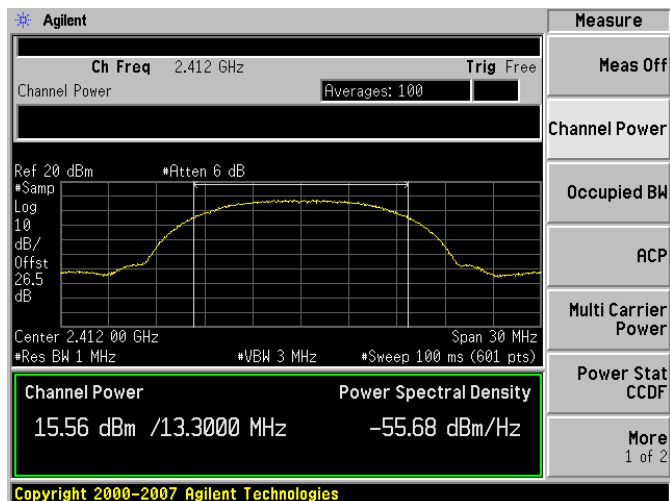 Agilent
Measure
Ch Freq 2.412 GHz Trig Free
Channel Power Averages: 100
Ref 20 dBm #Atten 6 dB
#Samp
Log
10
dB/
Offst
26.5
dB
Center 2.412 00 GHz Span 30 MHz
#Res BW 1 MHz #VBW 3 MHz #Sweep 100 ms (601 pts)
Channel Power Power Spectral Density
15.56 dBm /13.3000 MHz -55.68 dBm/Hz
Copyright 2000-2007 Agilent Technologies
Meas Off
Channel Power
Occupied BW
ACP
Multi Carrier
Power
Power Stat
CCDF
More
1 of 2